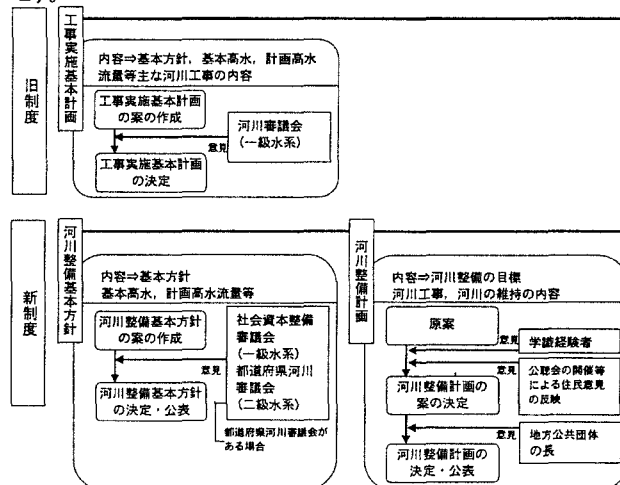 旧制度
工事実施基本計画
内容⇒基本方針，基本高水，計画高水
流量等主な河川工事の内容
工事実施基本計画
の案の作成
河川審議会
(一級水系)
意見
工事実施基本計画
の決定
新制度
河川整備基本方針
内容⇒基本方針
基本高水，計画高水流量等
河川整備基本方針
の案の作成
社会資本整備
審議会
(一級水系)
都道府県河川
審議会
(二級水系)
意見
河川整備基本方針
の決定・公表
都道府県河川審議会が
ある場合
河川整備計画
内容⇒河川整備の目標
河川工事，河川の維持の内容
原案
意見
学識経験者
公聴会の開催等
による住民意見
の反映
意見
河川整備計画の
案の決定
意見
地方公共団体
の長
河川整備計画の
決定・公表